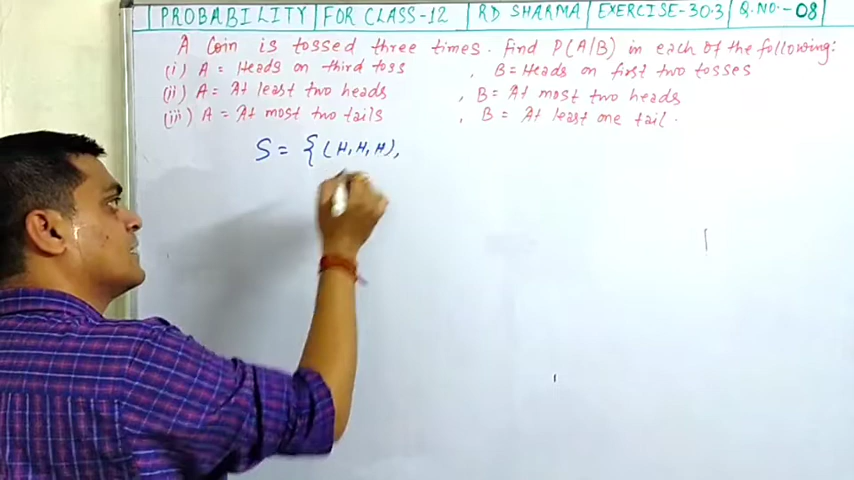 PROBABILITY | FOR CLASS-12 | RD SHARMA | EXERCISE-30.3 | Q.NO.-08
A Coin is tossed three times. Find P(A/B) in each of the following:
(i) A = Heads on third toss , B = Heads on first two tosses
(ii) A = At least two heads , B = At most two heads
(iii) A = At most two tails , B = At least one tail.
S = {(H,H,H),